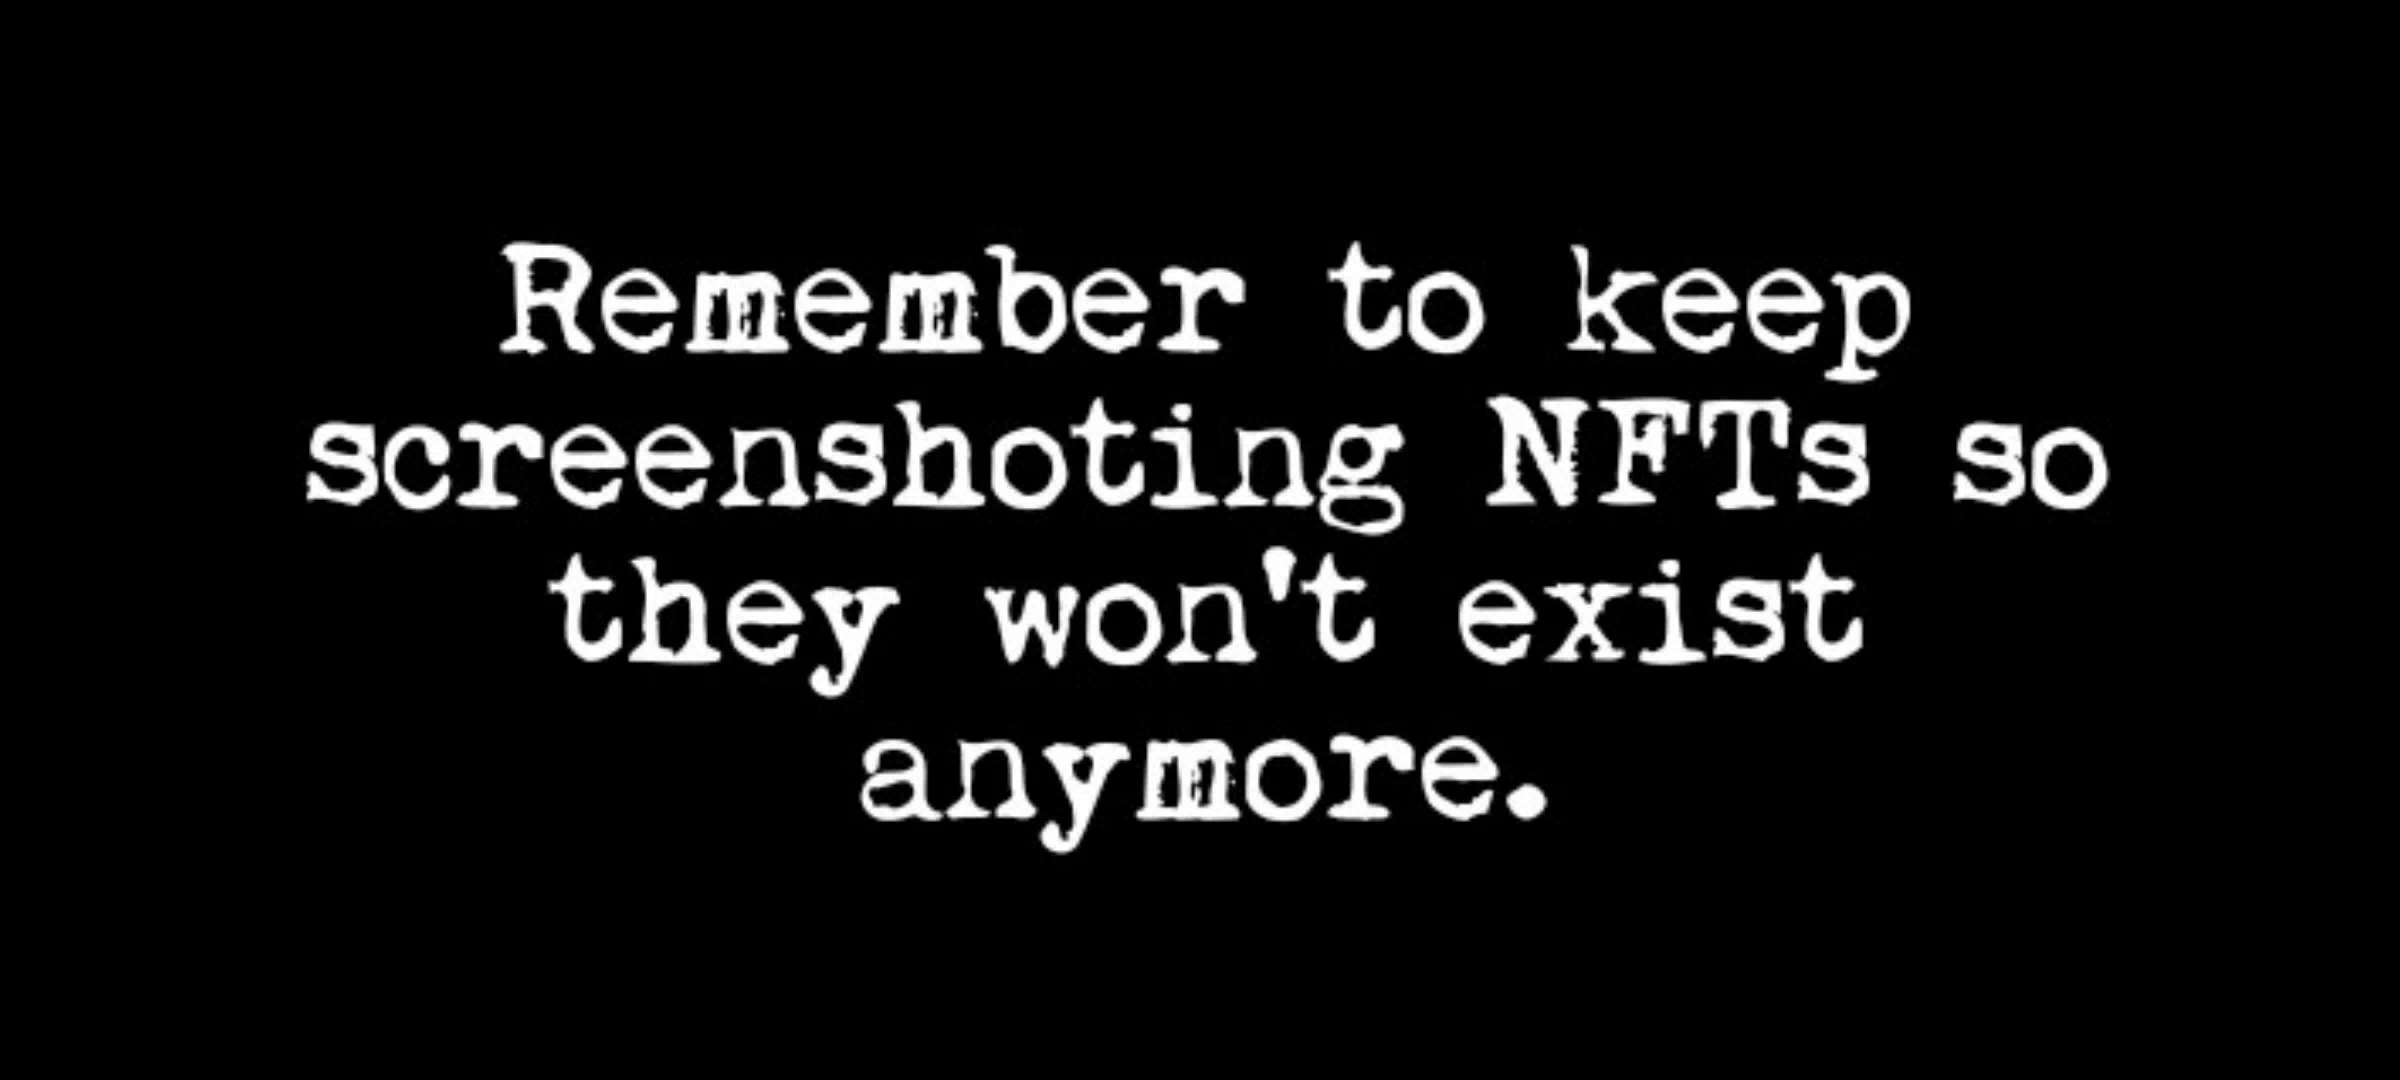 Remember to keep
screenshoting NFTs so
they won't exist
anymore.